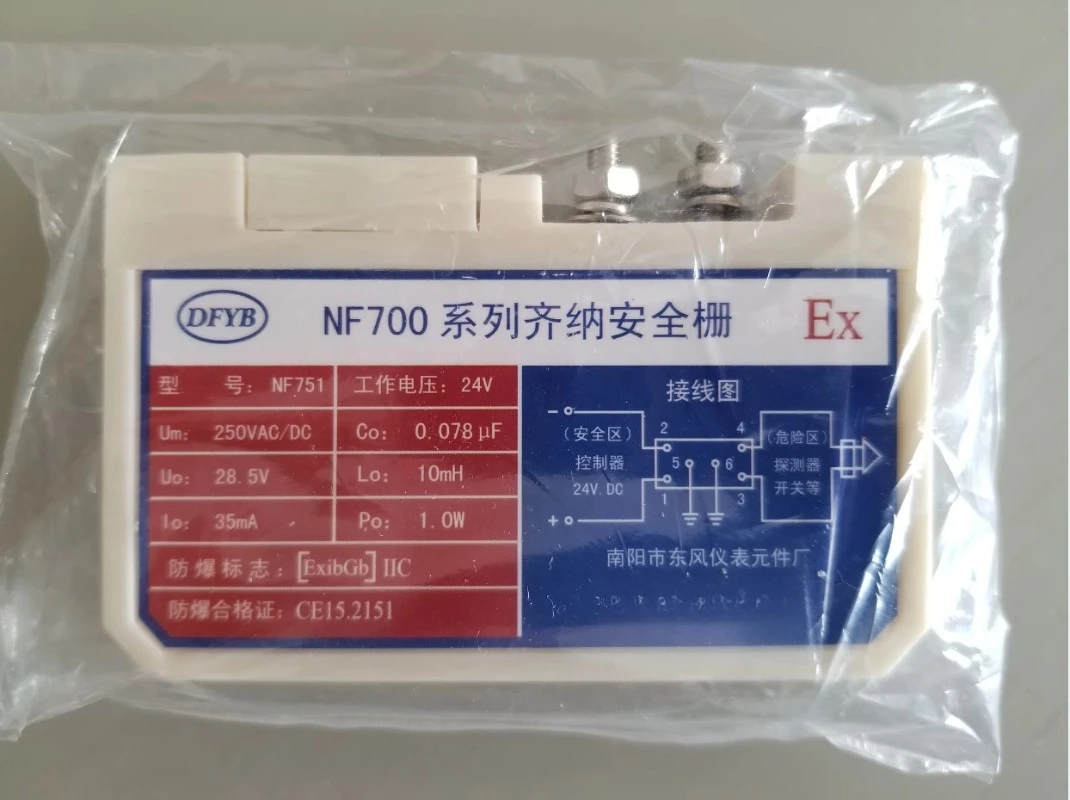 DFYB NF700 系列齐纳安全栅 Ex
型 号: NF751 工作电压: 24V
Um: 250VAC/DC Co: 0.078μF
Uo: 28.5V Lo: 10mH
Io: 35mA Po: 1.0W
防爆标志: [ExibGb] IIC
防爆合格证: CE15.2151
接线图
- 2 4
(安全区) (危险区)
控制器 5 6 探测器
24V.DC 开关等
+ 1 3
南阳市东风仪表元件厂